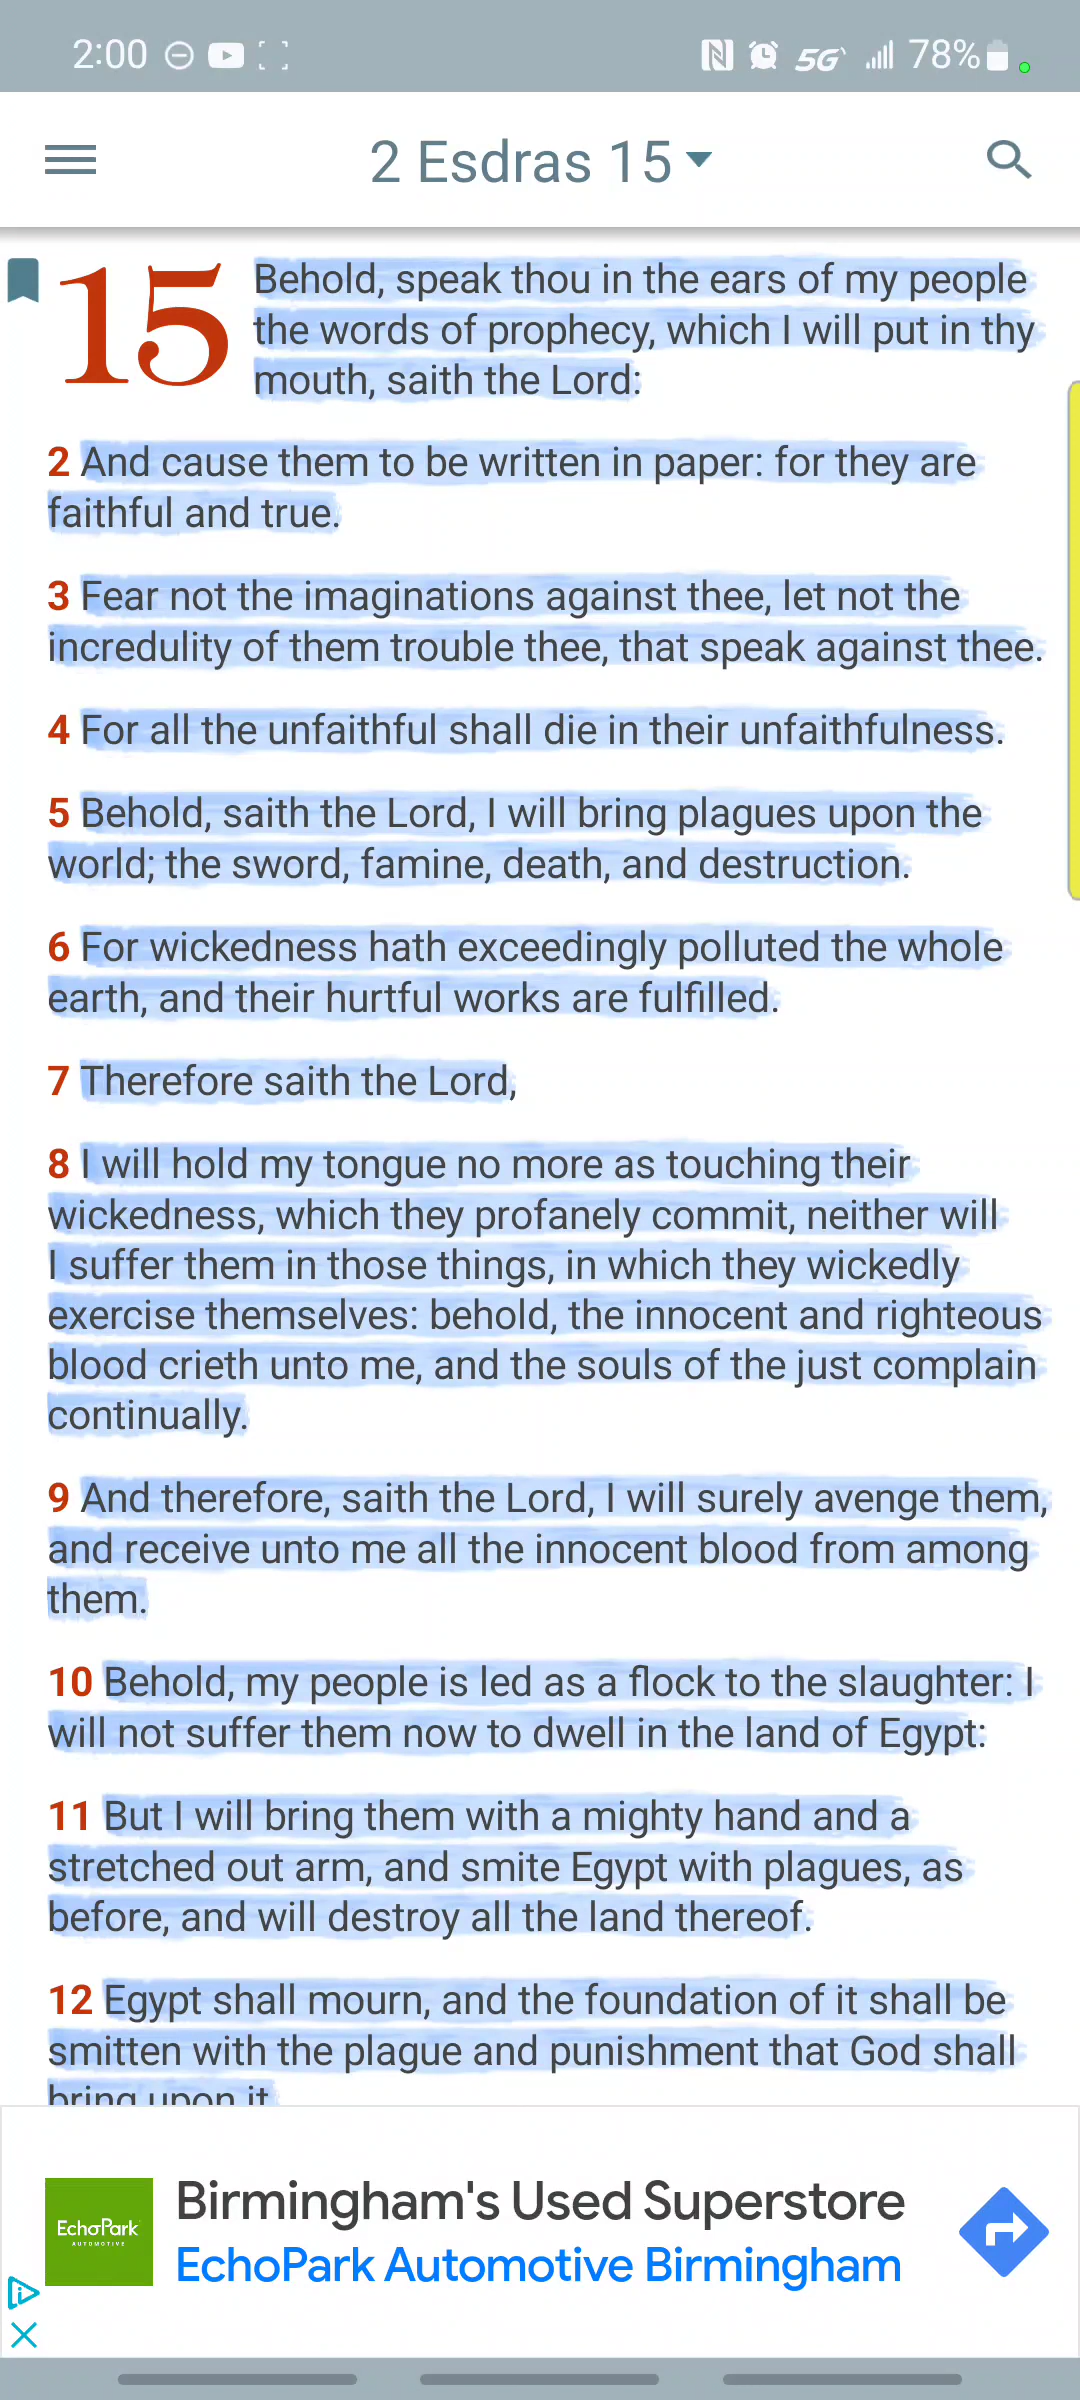 2:00
5G 78%
2 Esdras 15
15 Behold, speak thou in the ears of my people
the words of prophecy, which I will put in thy
mouth, saith the Lord:
2 And cause them to be written in paper: for they are
faithful and true.
3 Fear not the imaginations against thee, let not the
incredulity of them trouble thee, that speak against thee.
4 For all the unfaithful shall die in their unfaithfulness.
5 Behold, saith the Lord, I will bring plagues upon the
world; the sword, famine, death, and destruction.
6 For wickedness hath exceedingly polluted the whole
earth, and their hurtful works are fulfilled.
7 Therefore saith the Lord,
8 I will hold my tongue no more as touching their
wickedness, which they profanely commit, neither will
I suffer them in those things, in which they wickedly
exercise themselves: behold, the innocent and righteous
blood crieth unto me, and the souls of the just complain
continually.
9 And therefore, saith the Lord, I will surely avenge them,
and receive unto me all the innocent blood from among
them.
10 Behold, my people is led as a flock to the slaughter: I
will not suffer them now to dwell in the land of Egypt:
11 But I will bring them with a mighty hand and a
stretched out arm, and smite Egypt with plagues, as
before, and will destroy all the land thereof.
12 Egypt shall mourn, and the foundation of it shall be
smitten with the plague and punishment that God shall
bring upon it
EchoPark
AUTOMOTIVE
Birmingham's Used Superstore
EchoPark Automotive Birmingham